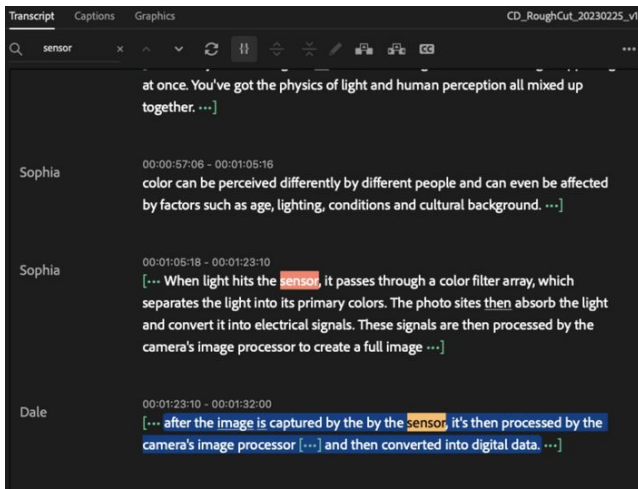 Transcript Captions Graphics CD_RoughCut_20230225_v1
sensor
at once. You've got the physics of light and human perception all mixed up
together. ···]
Sophia
00:00:57:06 - 00:01:05:16
color can be perceived differently by different people and can even be affected
by factors such as age, lighting, conditions and cultural background. ···]
Sophia
00:01:05:18 - 00:01:23:10
[··· When light hits the sensor, it passes through a color filter array, which
separates the light into its primary colors. The photo sites then absorb the light
and convert it into electrical signals. These signals are then processed by the
camera's image processor to create a full image ···]
Dale
00:01:23:10 - 00:01:32:00
[··· after the image is captured by the by the sensor, it's then processed by the
camera's image processor [···] and then converted into digital data. ···]